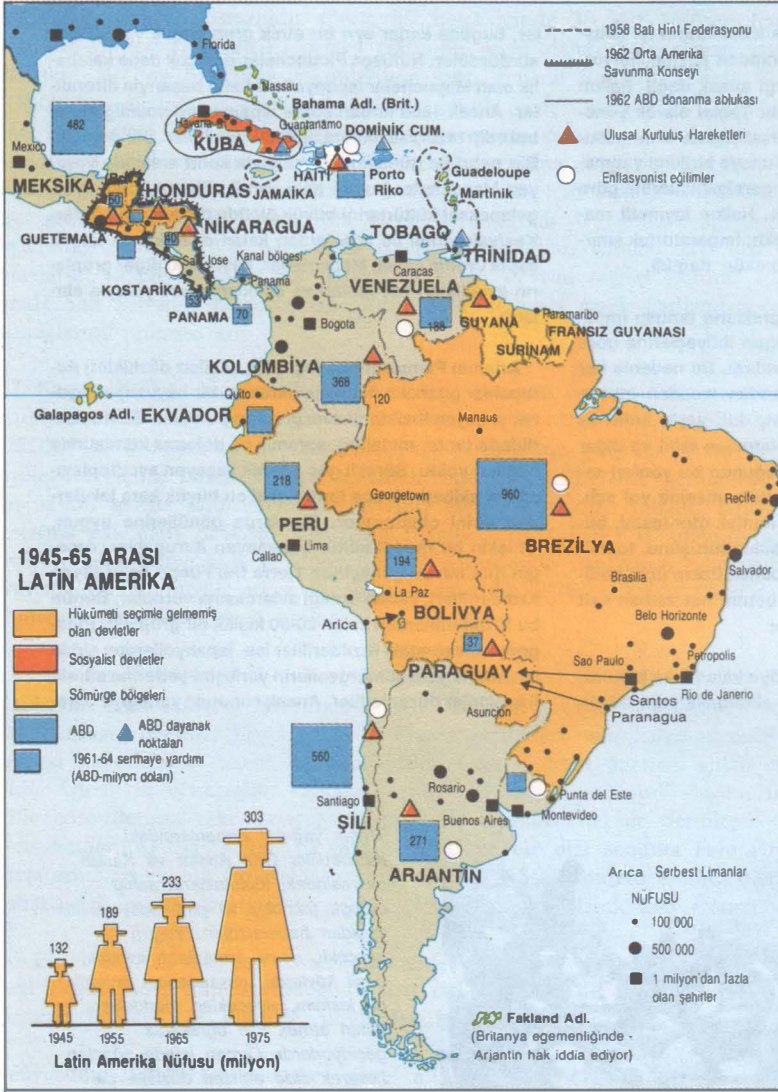 1958 Batı Hint Federasyonu
1962 Orta Amerika
Savunma Konseyi
1962 ABD donanma ablukası
Ulusal Kurtuluş Hareketleri
Enflasyonist eğilimler
Florida
Nassau
Bahama Adl. (Brit.)
Havana
Guantanamo
KÜBA
DOMİNİK CUM.
482
Mexico
MEKSİKA
HAİTİ
Porto
Riko
JAMAİKA
Guadeloupe
Martinik
50
HONDURAS
NİKARAGUA
GUETEMALA
40
San Jose
Kanal bölgesi
TOBAGO
TRİNİDAD
KOSTARİKA
53
Panama
PANAMA
70
Caracas
VENEZUELA
188
GUYANA
Paramaribo
FRANSIZ GUYANASI
SURİNAM
Bogota
KOLOMBİYA
368
120
Quito
Galapagos Adl.
EKVADOR
Manaus
218
Georgetown
960
Recife
PERU
BREZİLYA
Callao
Lima
194
Salvador
La Paz
Brasilia
BOLİVYA
Arica
Belo Horizonte
37
PARAGUAY
Sao Paulo
Petropolis
Rio de Janerio
Santos
Paranagua
Asunción
560
Rosario
Punta del Este
Santiago
Buenos Aires
Montevideo
ŞİLİ
271
ARJANTİN
1945-65 ARASI
LATİN AMERİKA
Hükümeti seçimle gelmemiş
olan devletler
Sosyalist devletler
Sömürge bölgeleri
ABD
ABD dayanak
noktaları
1961-64 sermaye yardımı
(ABD-milyon doları)
132
189
233
303
1945
1955
1965
1975
Latin Amerika Nüfusu (milyon)
Arica Serbest Limanlar
NÜFUSU
100 000
500 000
1 milyon'dan fazla
olan şehirler
Fakland Adl.
(Britanya egemenliğinde -
Arjantin hak iddia ediyor)